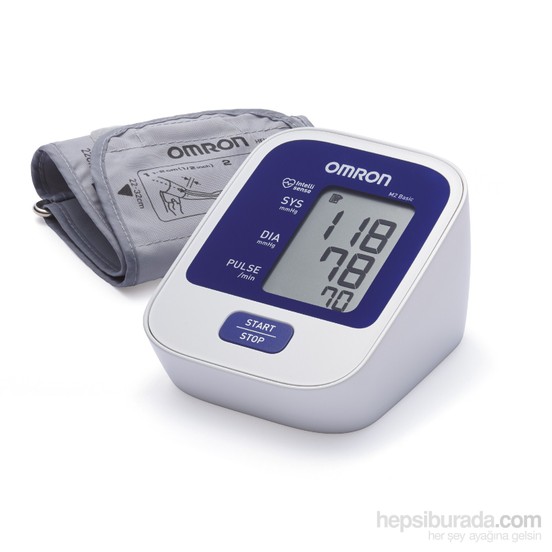 OMRON
22-32cm
OMRON
M2 Basic
Intelli
sense
SYS
mmHg
118
DIA
mmHg
78
PULSE
/min
70
START
STOP
hepsiburada.com
her şey ayağına gelsin